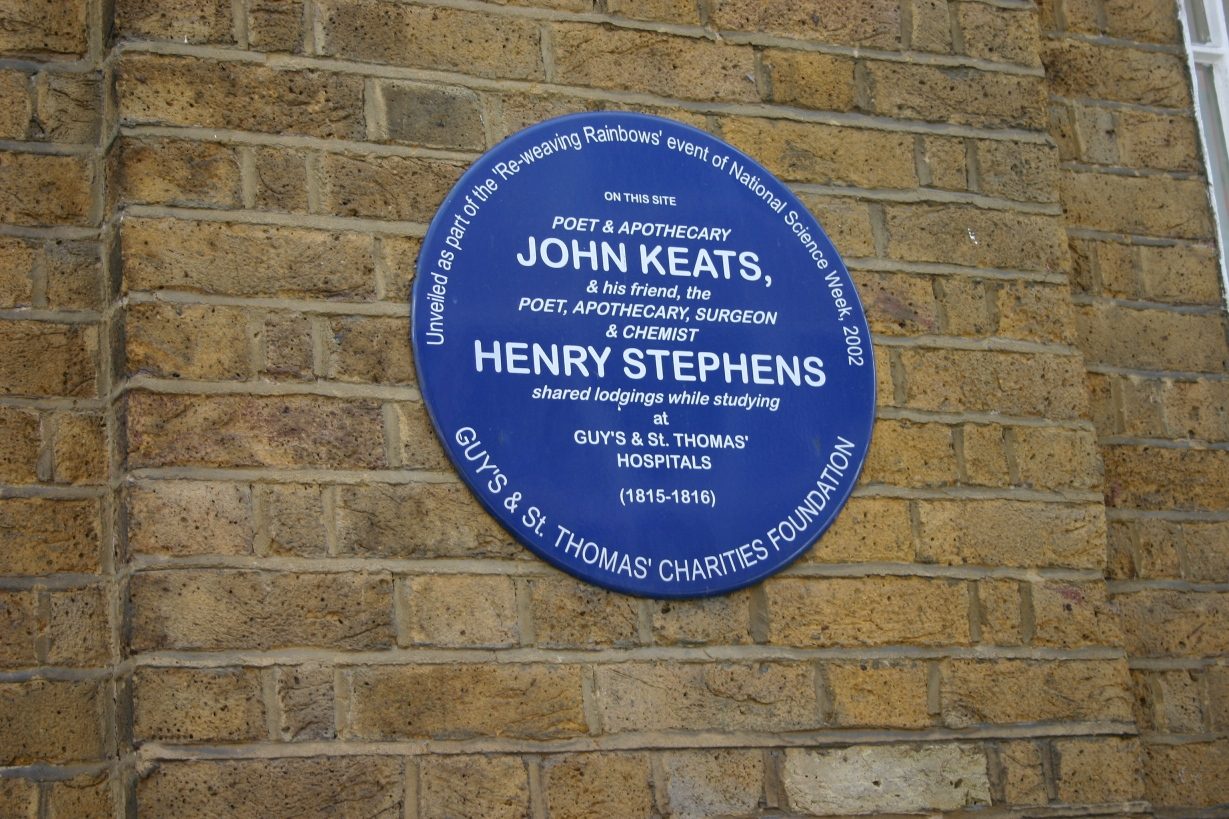 Unveiled as part of the 'Re-weaving Rainbows' event of National Science Week, 2002
ON THIS SITE
POET & APOTHECARY
JOHN KEATS,
& his friend, the
POET, APOTHECARY, SURGEON
& CHEMIST
HENRY STEPHENS
shared lodgings while studying
at
GUY'S & St. THOMAS'
HOSPITALS
(1815-1816)
GUY'S & St. THOMAS' CHARITIES FOUNDATION